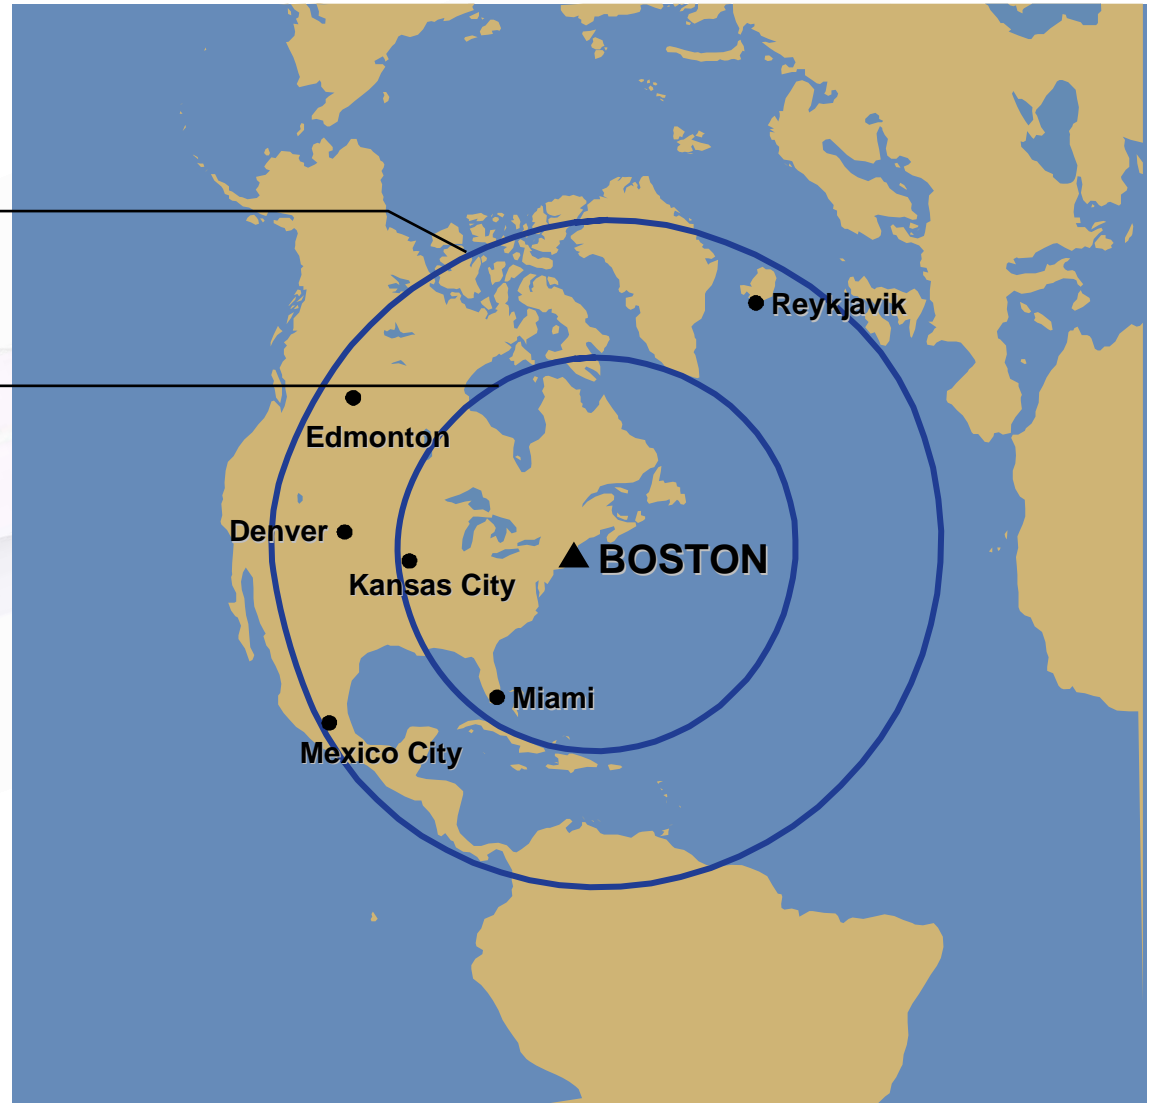 Reykjavik
Edmonton
Denver
BOSTON
Kansas City
Miami
Mexico City